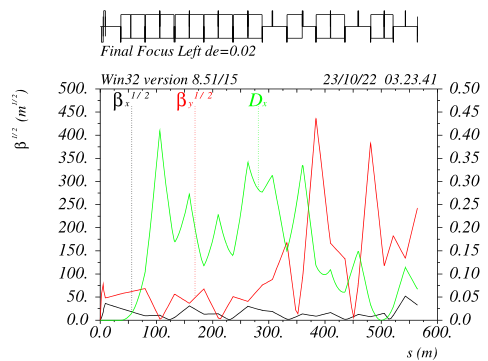 Final Focus Left de=0.02
Win32 version 8.51/15 23/10/22 03.23.41
β 1/2 (m 1/2)
βx 1/2 βy 1/2 Dx
500. 0.50
450. 0.45
400. 0.40
350. 0.35
300. 0.30
250. 0.25
200. 0.20
150. 0.15
100. 0.10
50. 0.05
0.0 0.0
0.0 100. 200. 300. 400. 500. 600.
s (m)